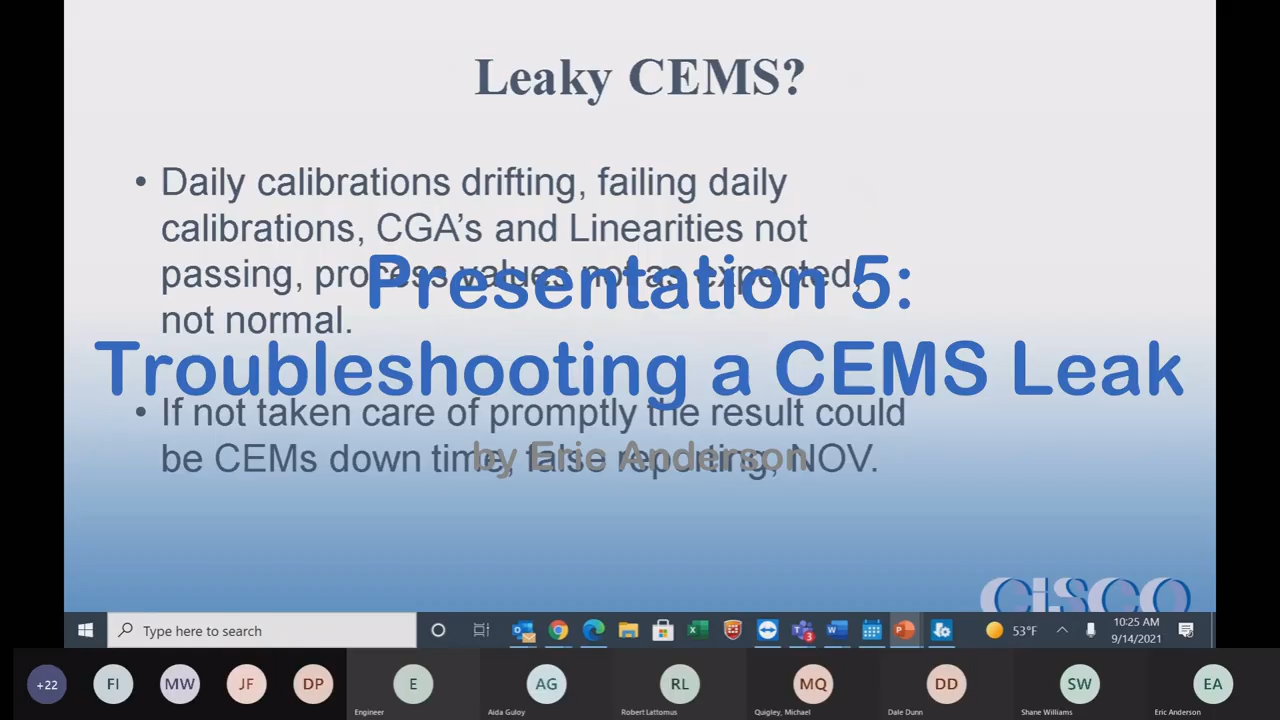 Leaky CEMS?
• Daily calibrations drifting, failing daily
calibrations, CGA's and Linearities not
passing, process values not as expected,
not normal.
Presentation 5:
Troubleshooting a CEMS Leak
• If not taken care of promptly the result could
be CEMs down time, false reporting, NOV.
by Eric Anderson
CiSCO
Type here to search
53°F
10:25 AM
9/14/2021
3
+22
FI
MW
JF
DP
E
AG
RL
MQ
DD
SW
EA
Engineer
Aida Guloy
Robert Lattomus
Quigley, Michael
Dale Dunn
Shane Williams
Eric Anderson